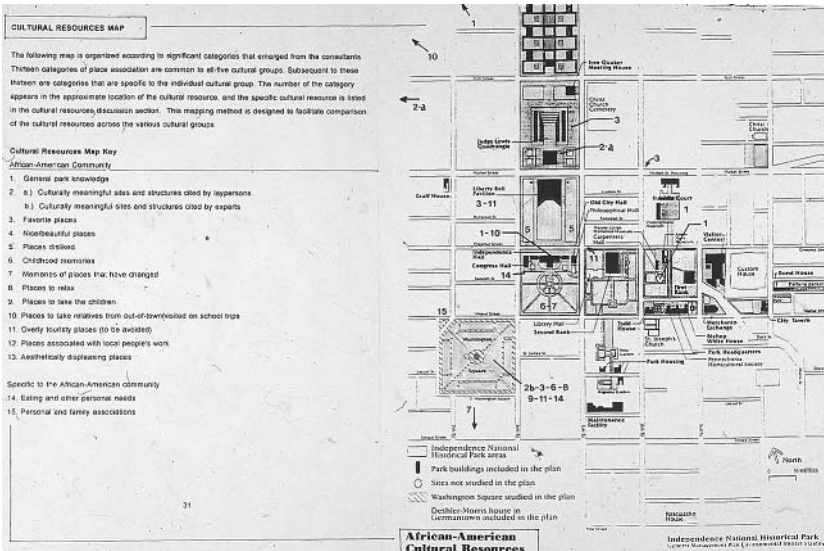 CULTURAL RESOURCES MAP
The following map is organized according to significant categories that emerged from the consultants
Thirteen categories of place association are common to all-five cultural groups. Subsequent to these
thirteen are categories that are specific to the individual cultural group. The number of the category
appears in the approximate location of the cultural resource, and the specific cultural resource is listed
in the cultural resources discussion section. This mapping method is designed to facilitate comparison
of the cultural resources across the various cultural groups
Cultural Resources Map Key
African-American Community
1. General park knowledge
2. a.) Culturally meaningful sites and structures cited by laypersons
b.) Culturally meaningful sites and structures cited by experts
3. Favorite places
4. Nice/beautiful places
5. Places disliked
6. Childhood memories
7. Memories of places that have changed
8. Places to relax
9. Places to take the children
10. Places to take relatives from out-of-town/visited on school trips
11. Overly touristy places (to be avoided)
12. Places associated with local people's work
13. Aesthetically displeasing places
Specific to the African-American community
14. Eating and other personal needs
15. Personal and family associations
31
1
10
2-a
Free Quaker
Meeting House
Christ
Church
Cemetery
3
Judge Lewis
Quadrangle
2-a
3
Christ
Church
Graff House
Liberty Bell
Pavilion
3-11
5
5
Old City Hall
Philosophical Hall
Court
1
1
1-10
Independence
Hall
Congress Hall
14
Carpenters'
Hall
11
Visitor
Center
First
Bank
Custom
House
Bond House
6-7
15
Library Hall
Second Bank
Todd
House
St. Joseph's
Church
Merchants
Exchange
Bishop
White House
City Tavern
Park Headquarters
Pennsylvania
Horticultural Society
Park Housing
Washington
Square
2b-3-6-8
9-11-14
7
Maintenance
Facility
Independence National
Historical Park areas
Park buildings included in the plan
Sites not studied in the plan
Washington Square studied in the plan
Deshler-Morris house in
Germantown included in the plan
North
Kosciuszko
House
African-American
Cultural Resources
Independence National Historical Park